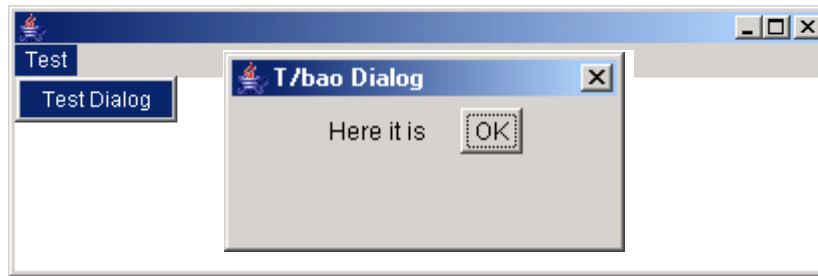 Test
Test Dialog
T/bao Dialog
Here it is
OK